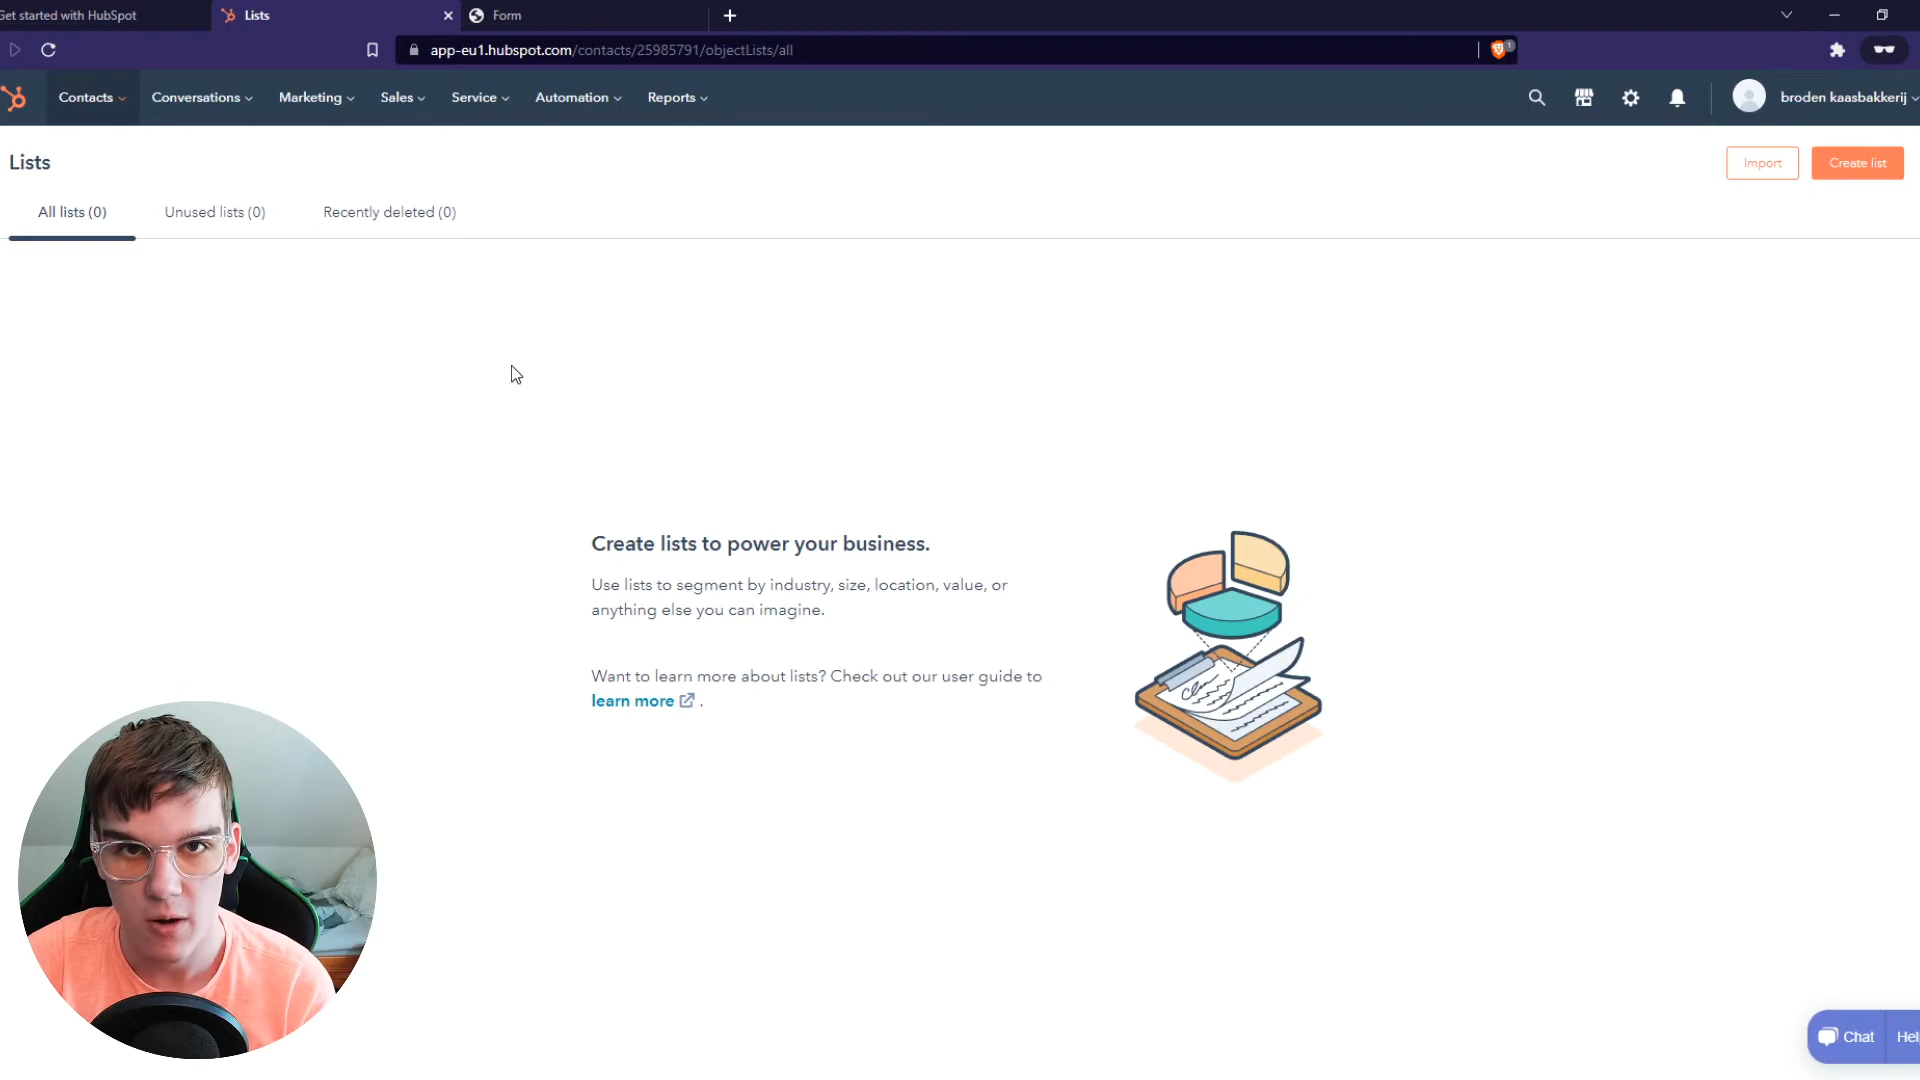 Get started with HubSpot
Lists
Form
app-eu1.hubspot.com/contacts/25985791/objectLists/all
1
Contacts
Conversations
Marketing
Sales
Service
Automation
Reports
broden kaasbakkerij
Lists
Import
Create list
All lists (0)
Unused lists (0)
Recently deleted (0)
Create lists to power your business.
Use lists to segment by industry, size, location, value, or
anything else you can imagine.
Want to learn more about lists? Check out our user guide to
learn more .
Chat
Hel